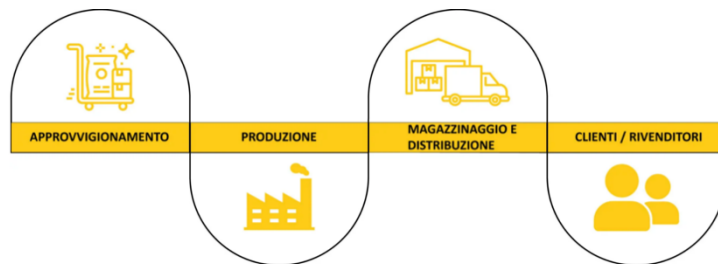 APPROVVIGIONAMENTO
PRODUZIONE
MAGAZZINAGGIO E
DISTRIBUZIONE
CLIENTI / RIVENDITORI